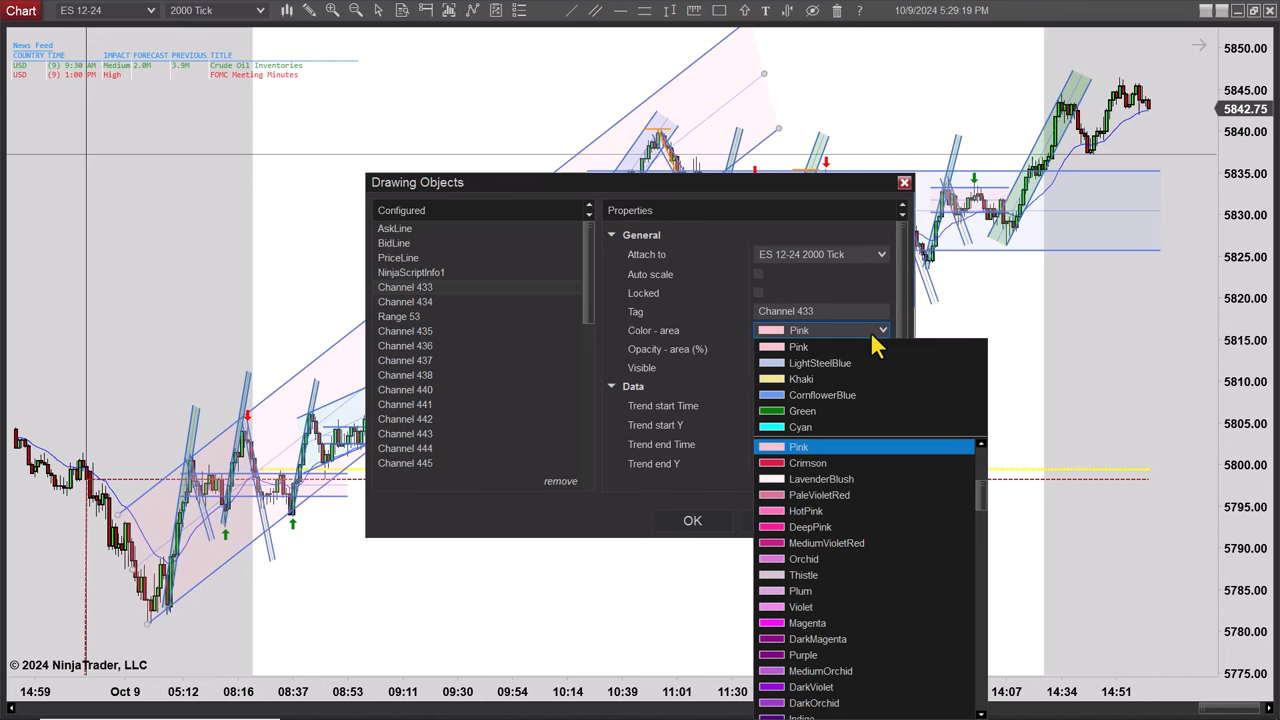 Chart
ES 12-24
2000 Tick
T
?
10/9/2024 5:29:19 PM
News Feed
COUNTRY TIME IMPACT FORECAST PREVIOUS TITLE
USD (9) 9:30 AM Medium 2.0M 3.9M Crude Oil Inventories
USD (9) 1:00 PM High FOMC Meeting Minutes
Drawing Objects
Configured
AskLine
BidLine
PriceLine
NinjaScriptInfo1
Channel 433
Channel 434
Range 53
Channel 435
Channel 436
Channel 437
Channel 438
Channel 440
Channel 441
Channel 442
Channel 443
Channel 444
Channel 445
remove
Properties
General
Attach to ES 12-24 2000 Tick
Auto scale
Locked
Tag Channel 433
Color - area Pink
Opacity - area (%)
Visible
Data
Trend start Time
Trend start Y
Trend end Time
Trend end Y
OK
Pink
LightSteelBlue
Khaki
CornflowerBlue
Green
Cyan
Pink
Crimson
LavenderBlush
PaleVioletRed
HotPink
DeepPink
MediumVioletRed
Orchid
Thistle
Plum
Violet
Magenta
DarkMagenta
Purple
MediumOrchid
DarkViolet
DarkOrchid
Indigo
5850.00
5845.00
5842.75
5840.00
5835.00
5830.00
5825.00
5820.00
5815.00
5810.00
5805.00
5800.00
5795.00
5790.00
5785.00
5780.00
5775.00
© 2024 NinjaTrader, LLC
14:59 Oct 9 05:12 08:16 08:37 08:53 09:11 09:30 09:54 10:14 10:39 11:01 11:30 14:07 14:34 14:51